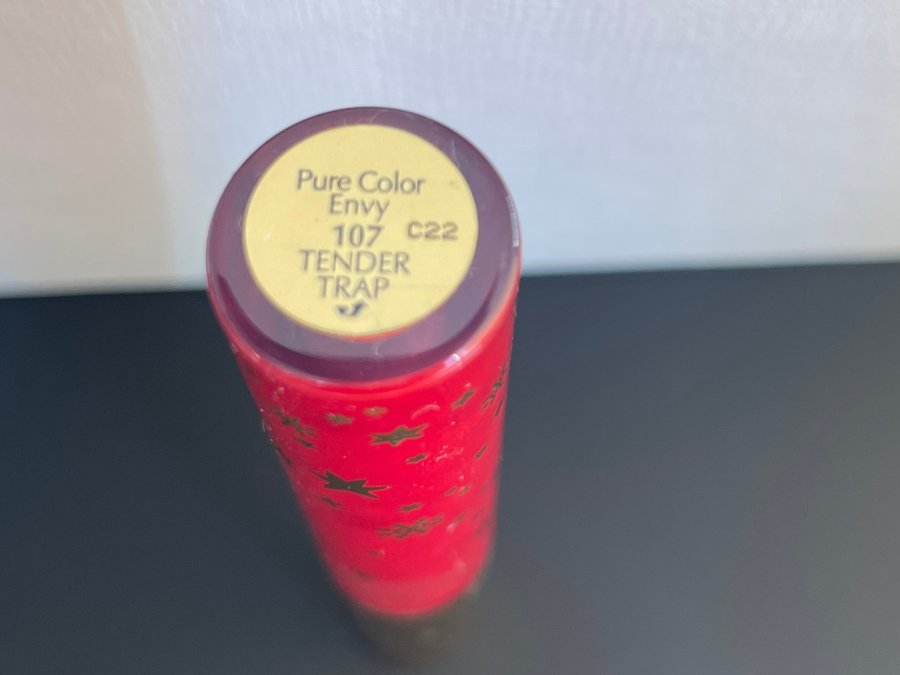 Pure Color
Envy
107 C22
TENDER
TRAP